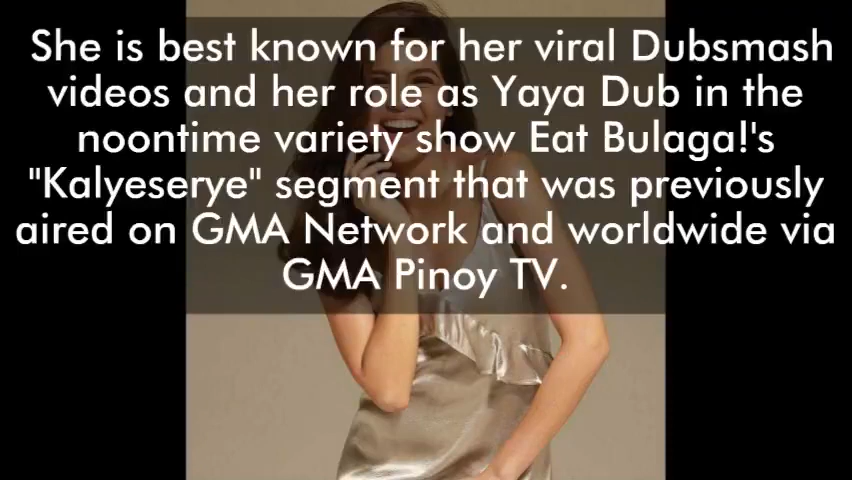 She is best known for her viral Dubsmash
videos and her role as Yaya Dub in the
noontime variety show Eat Bulaga!'s
"Kalyeserye" segment that was previously
aired on GMA Network and worldwide via
GMA Pinoy TV.